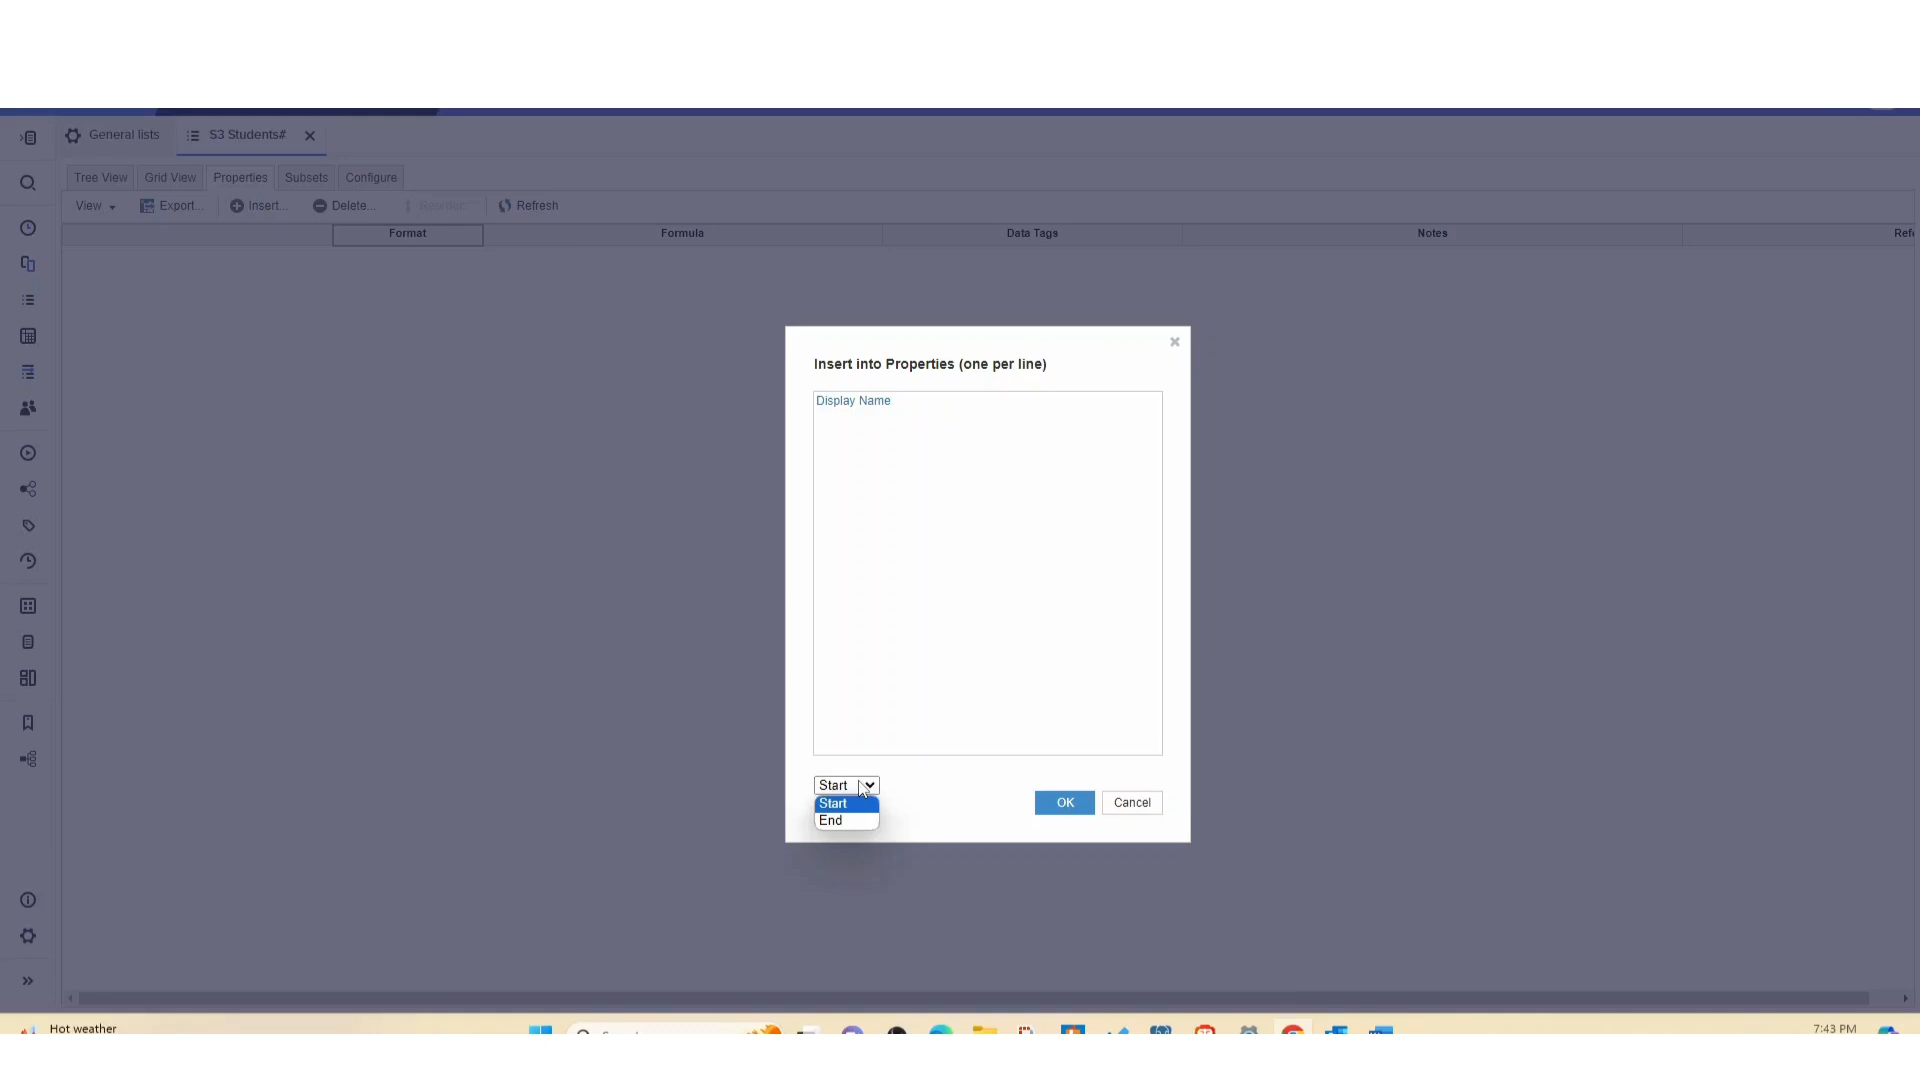 General lists
S3 Students#
Tree View
Grid View
Properties
Subsets
Configure
View
Export...
Insert...
Delete...
Refresh
Format
Formula
Data Tags
Notes
Refe
Insert into Properties (one per line)
Display Name
Start
Start
End
OK
Cancel
Hot weather
7:43 PM